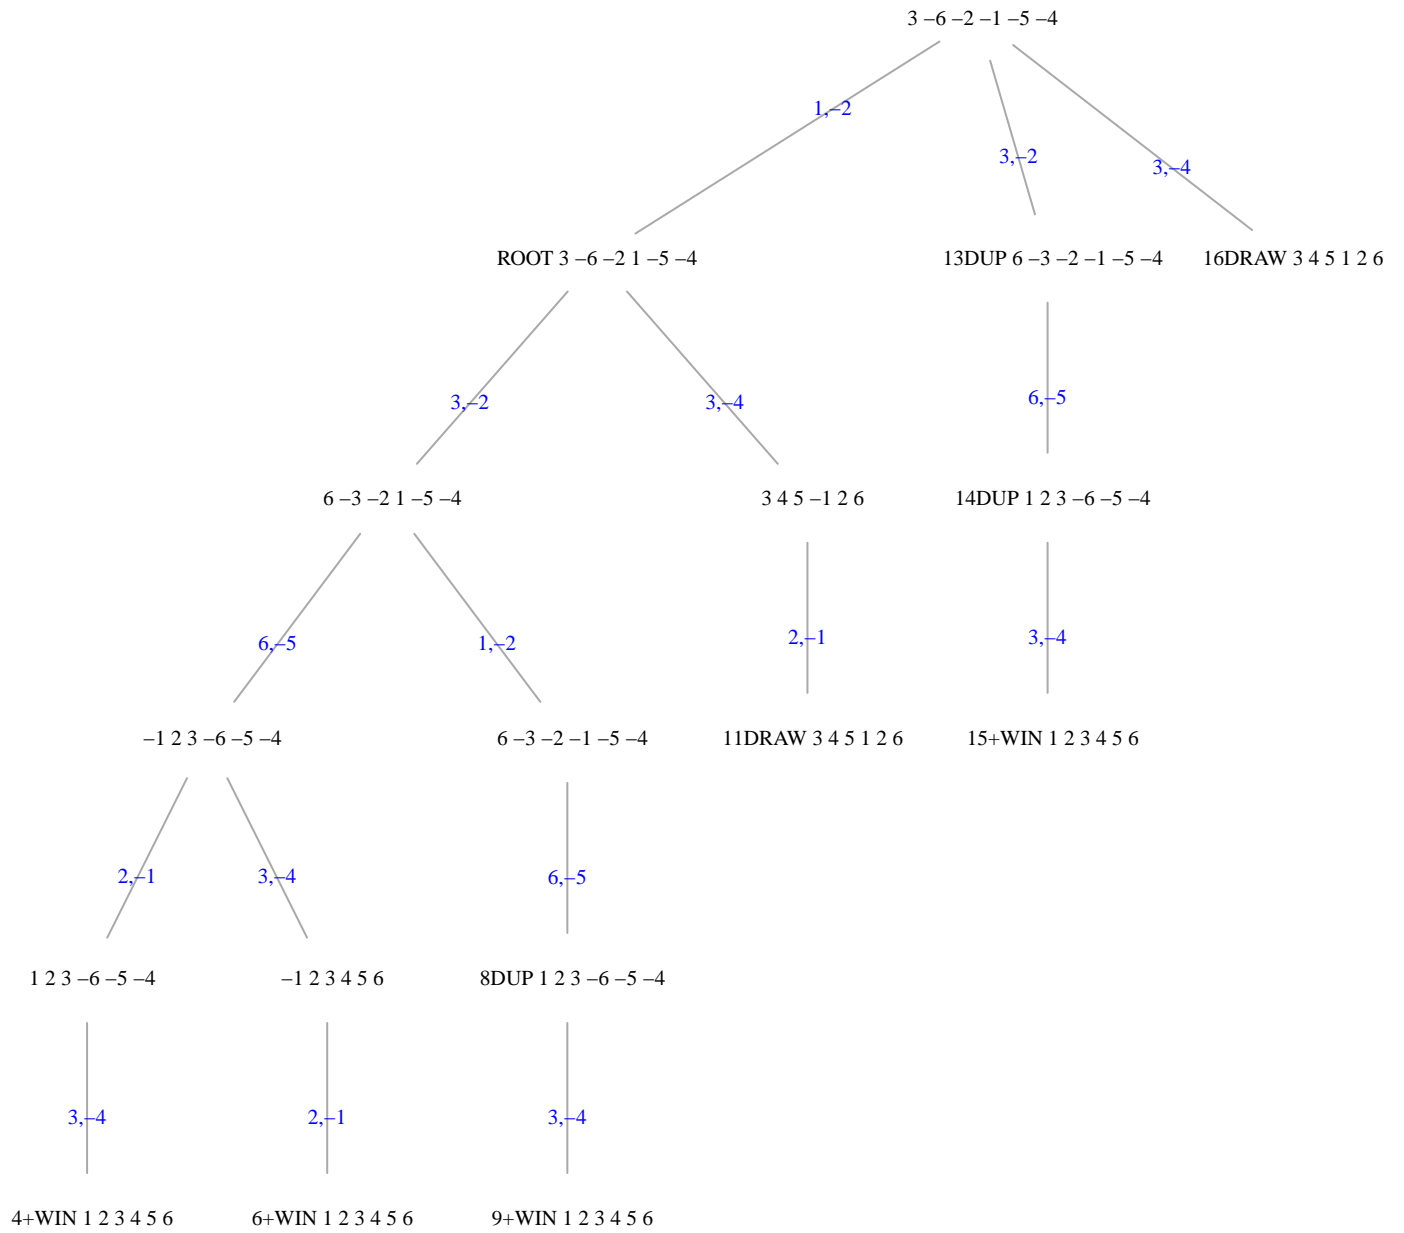 3 –6 –2 –1 –5 –4
1,–2
3,–2
3,–4
ROOT 3 –6 –2 1 –5 –4
13DUP 6 –3 –2 –1 –5 –4
16DRAW 3 4 5 1 2 6
3,–2
3,–4
6,–5
6 –3 –2 1 –5 –4
3 4 5 –1 2 6
14DUP 1 2 3 –6 –5 –4
6,–5
1,–2
2,–1
3,–4
–1 2 3 –6 –5 –4
6 –3 –2 –1 –5 –4
11DRAW 3 4 5 1 2 6
15+WIN 1 2 3 4 5 6
2,–1
3,–4
6,–5
1 2 3 –6 –5 –4
–1 2 3 4 5 6
8DUP 1 2 3 –6 –5 –4
3,–4
2,–1
3,–4
4+WIN 1 2 3 4 5 6
6+WIN 1 2 3 4 5 6
9+WIN 1 2 3 4 5 6